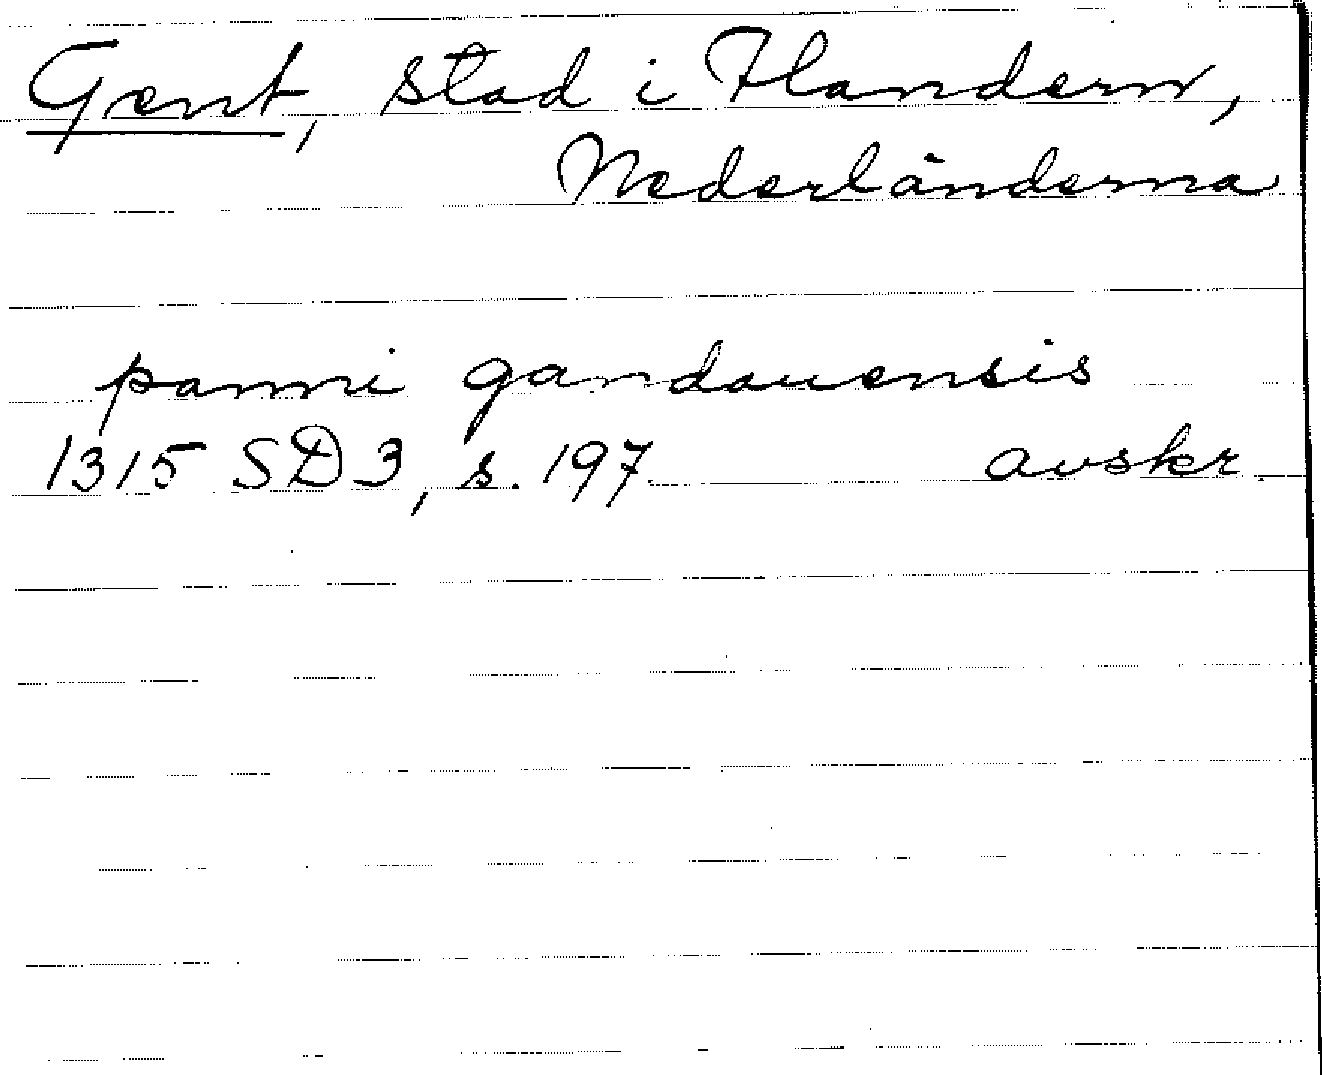 Gent, stad i Flandern,
Nederländerna
panni gandauensis
1315 SD 3, s. 197 avskr.